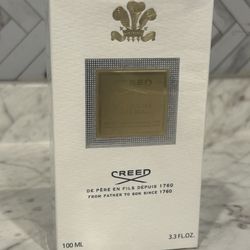 CREED
CREED
DE PÈRE EN FILS DEPUIS 1760
FROM FATHER TO SON SINCE 1760
100 ML
3.3 FL.OZ.